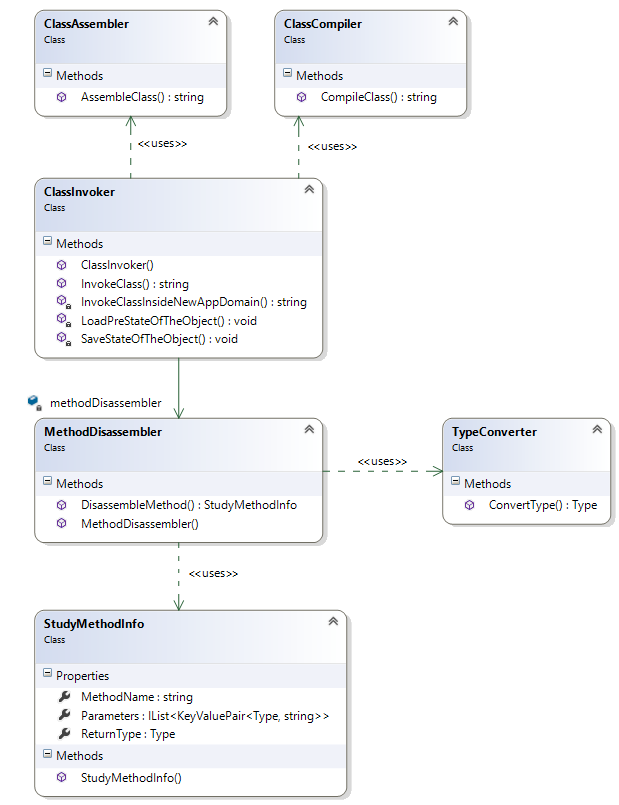 ClassAssembler
Class
Methods
AssembleClass() : string
ClassCompiler
Class
Methods
CompileClass() : string
<<uses>>
<<uses>>
ClassInvoker
Class
Methods
ClassInvoker()
InvokeClass() : string
InvokeClassInsideNewAppDomain() : string
LoadPreStateOfTheObject() : void
SaveStateOfTheObject() : void
methodDisassembler
MethodDisassembler
Class
Methods
DisassembleMethod() : StudyMethodInfo
MethodDisassembler()
<<uses>>
TypeConverter
Class
Methods
ConvertType() : Type
<<uses>>
StudyMethodInfo
Class
Properties
MethodName : string
Parameters : IList<KeyValuePair<Type, string>>
ReturnType : Type
Methods
StudyMethodInfo()